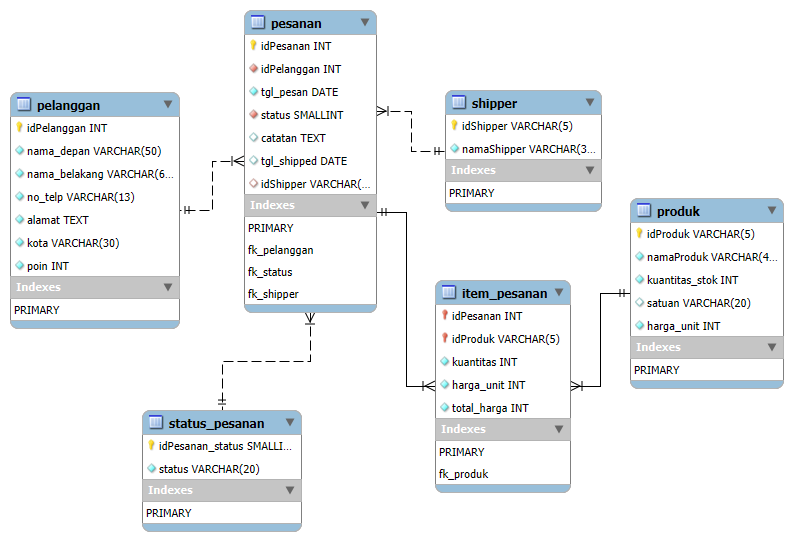 pesanan
idPesanan INT
idPelanggan INT
tgl_pesan DATE
status SMALLINT
catatan TEXT
tgl_shipped DATE
idShipper VARCHAR(...
Indexes
PRIMARY
fk_pelanggan
fk_status
fk_shipper
pelanggan
idPelanggan INT
nama_depan VARCHAR(50)
nama_belakang VARCHAR(6...
no_telp VARCHAR(13)
alamat TEXT
kota VARCHAR(30)
poin INT
Indexes
PRIMARY
shipper
idShipper VARCHAR(5)
namaShipper VARCHAR(3...
Indexes
PRIMARY
produk
idProduk VARCHAR(5)
namaProduk VARCHAR(4...
kuantitas_stok INT
satuan VARCHAR(20)
harga_unit INT
Indexes
PRIMARY
item_pesanan
idPesanan INT
idProduk VARCHAR(5)
kuantitas INT
harga_unit INT
total_harga INT
Indexes
PRIMARY
fk_produk
status_pesanan
idPesanan_status SMALLI...
status VARCHAR(20)
Indexes
PRIMARY